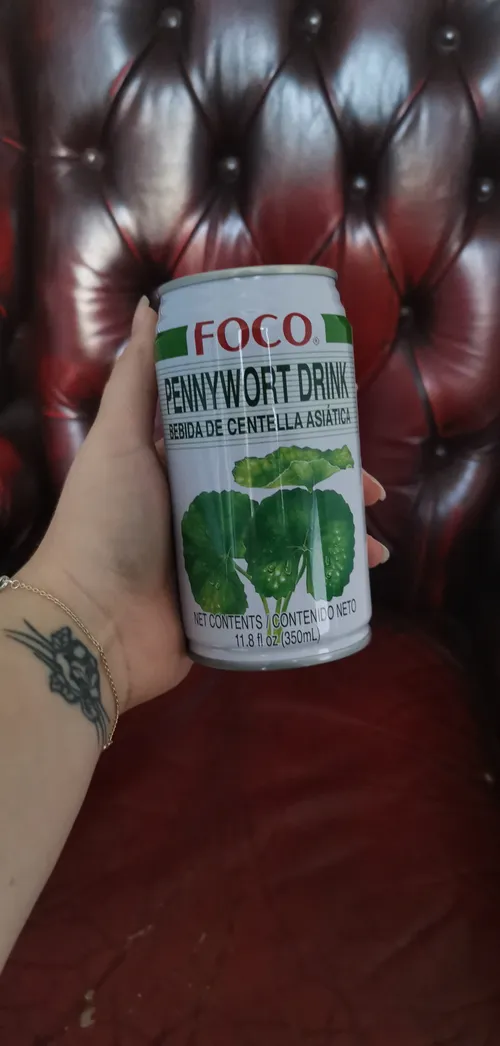 FOCO®
PENNYWORT DRINK
BEBIDA DE CENTELLA ASIÁTICA
NET CONTENTS / CONTENIDO NETO
11.8 fl oz (350mL)